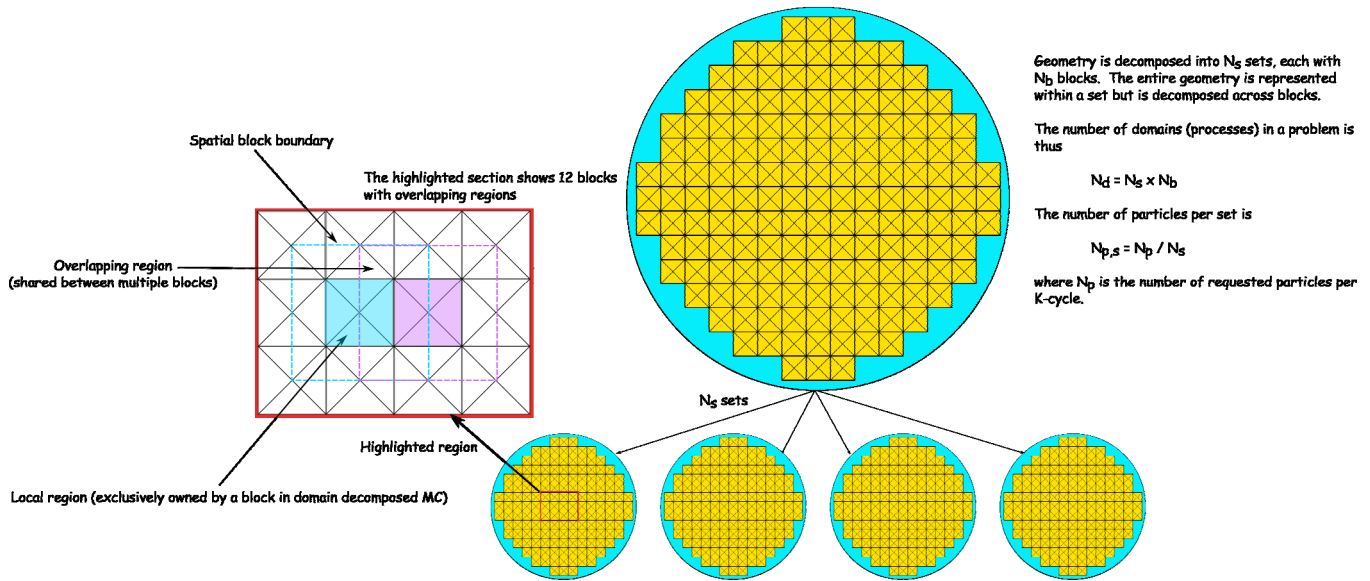 Geometry is decomposed into Ns sets, each with
Nb blocks. The entire geometry is represented
within a set but is decomposed across blocks.
The number of domains (processes) in a problem is
thus
Nd = Ns x Nb
The number of particles per set is
Np,s = Np / Ns
where Np is the number of requested particles per
K-cycle.
Spatial block boundary
The highlighted section shows 12 blocks
with overlapping regions
Overlapping region
(shared between multiple blocks)
Ns sets
Highlighted region
Local region (exclusively owned by a block in domain decomposed MC)